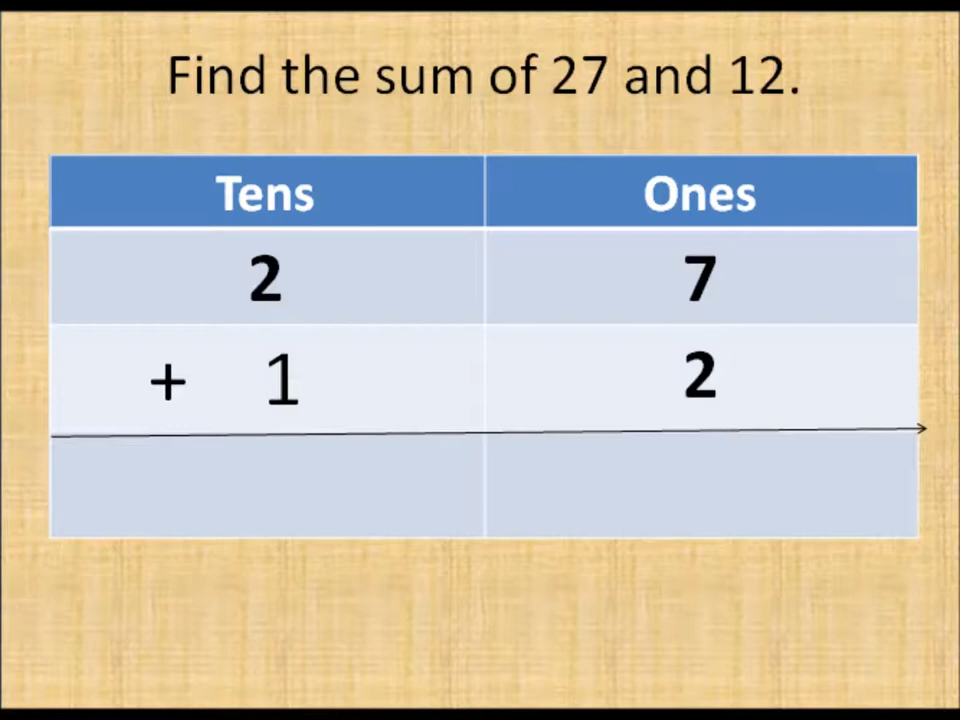 Find the sum of 27 and 12.
Tens Ones
2 7
+ 1 2